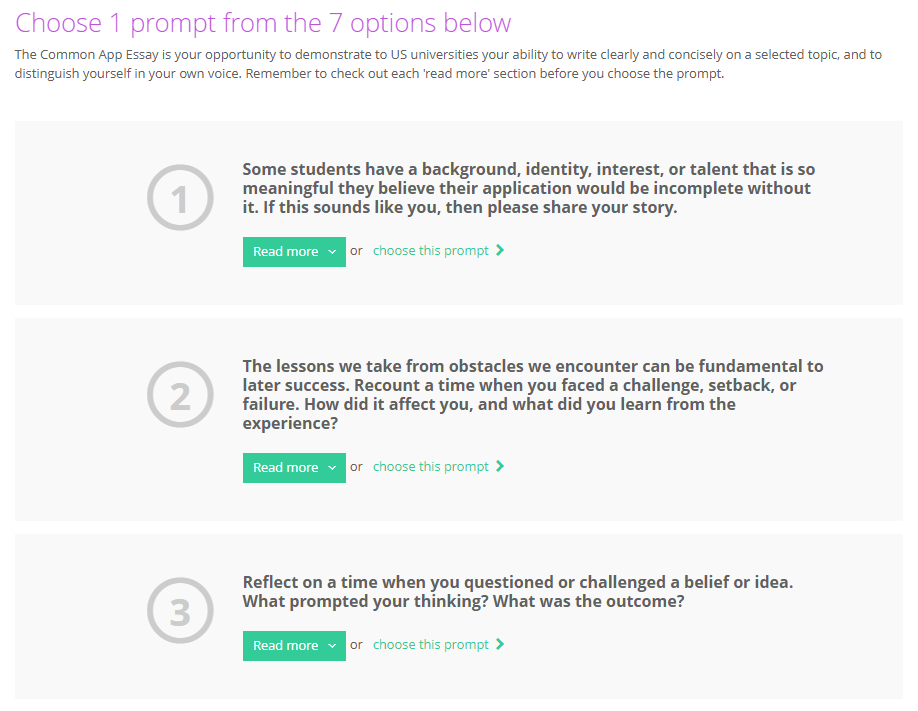 Choose 1 prompt from the 7 options below
The Common App Essay is your opportunity to demonstrate to US universities your ability to write clearly and concisely on a selected topic, and to
distinguish yourself in your own voice. Remember to check out each 'read more' section before you choose the prompt.
1
Some students have a background, identity, interest, or talent that is so
meaningful they believe their application would be incomplete without
it. If this sounds like you, then please share your story.
Read more or choose this prompt
2
The lessons we take from obstacles we encounter can be fundamental to
later success. Recount a time when you faced a challenge, setback, or
failure. How did it affect you, and what did you learn from the
experience?
Read more or choose this prompt
3
Reflect on a time when you questioned or challenged a belief or idea.
What prompted your thinking? What was the outcome?
Read more or choose this prompt